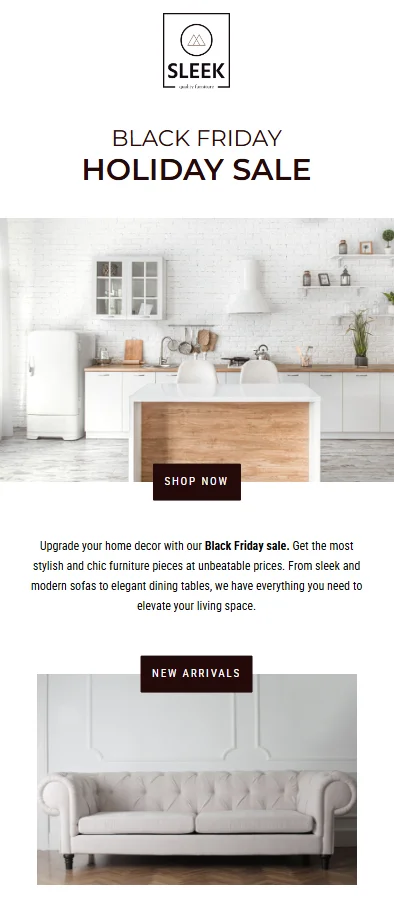 SLEEK
quality furniture
BLACK FRIDAY
HOLIDAY SALE
SHOP NOW
Upgrade your home decor with our Black Friday sale. Get the most
stylish and chic furniture pieces at unbeatable prices. From sleek and
modern sofas to elegant dining tables, we have everything you need to
elevate your living space.
NEW ARRIVALS